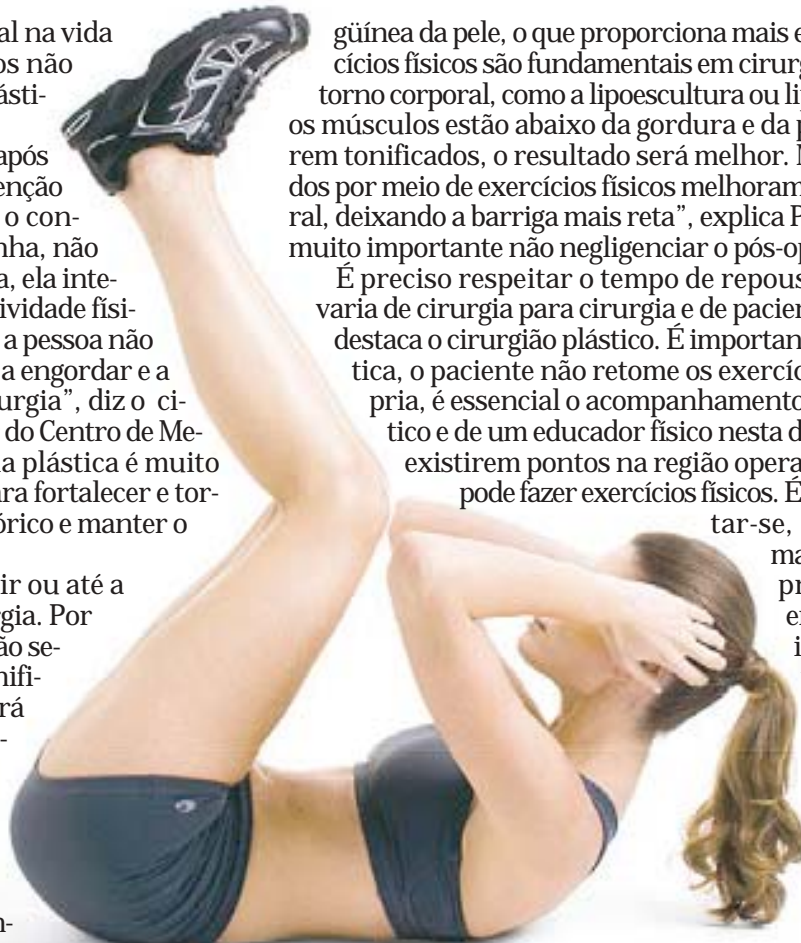 al na vida
os não
ásti-
após
enção
o con-
nha, não
a, ela inte-
ividade físi-
a pessoa não
a engordar e a
urgia”, diz o ci-
do Centro de Me-
a plástica é muito
ara fortalecer e tor-
órico e manter o
ir ou até a
gia. Por
ão se-
nifi-
rá
-
n-
güínea da pele, o que proporciona mais e
cícios físicos são fundamentais em cirurg
torno corporal, como a lipoescultura ou li
os músculos estão abaixo da gordura e da p
rem tonificados, o resultado será melhor.
dos por meio de exercícios físicos melhoram
ral, deixando a barriga mais reta”, explica P
muito importante não negligenciar o pós-op
É preciso respeitar o tempo de repous
varia de cirurgia para cirurgia e de pacien
destaca o cirurgião plástico. É importan
tica, o paciente não retome os exercíc
pria, é essencial o acompanhamento
tico e de um educador físico nesta d
existirem pontos na região opera
pode fazer exercícios físicos. É
tar-se,
ma
pr
e
i